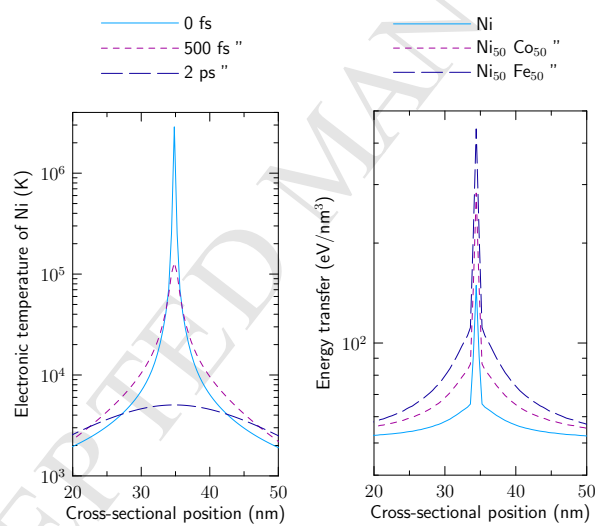 0 fs
500 fs ”
2 ps ”
Electronic temperature of Ni (K)
10^6
10^5
10^4
10^3
20 30 40 50
Cross-sectional position (nm)
Ni
Ni50 Co50 ”
Ni50 Fe50 ”
Energy transfer (eV/nm^3)
10^2
20 30 40 50
Cross-sectional position (nm)
EPTED MAN